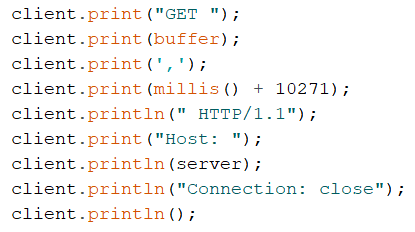 client.print("GET ");
client.print(buffer);
client.print(',');
client.print(millis() + 10271);
client.println(" HTTP/1.1");
client.print("Host: ");
client.println(server);
client.println("Connection: close");
client.println();